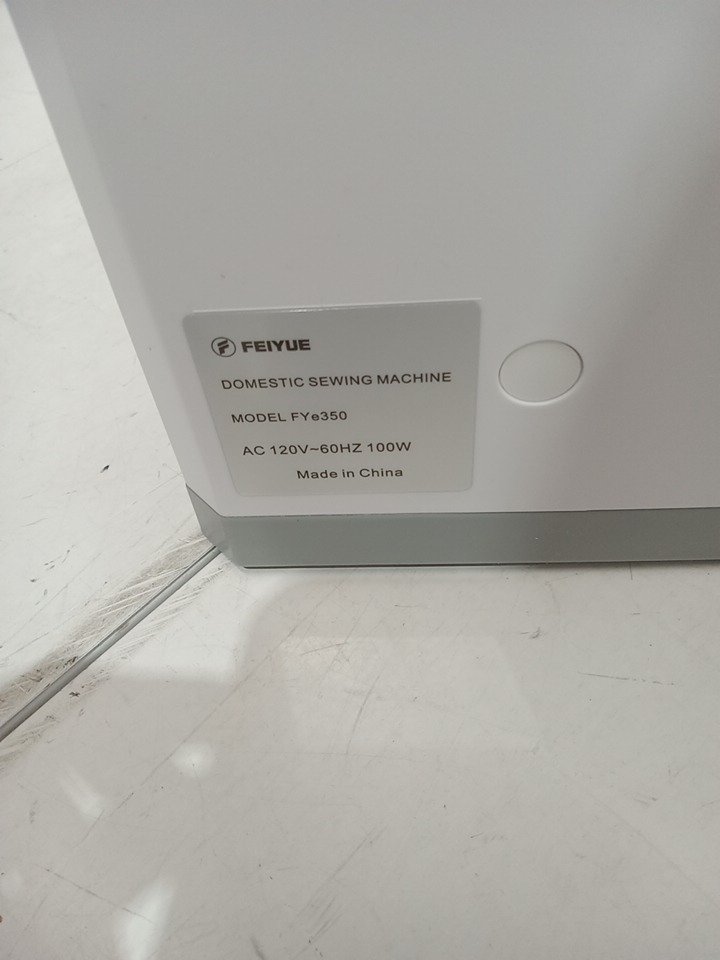 FEIYUE
DOMESTIC SEWING MACHINE
MODEL FYe350
AC 120V~60HZ 100W
Made in China